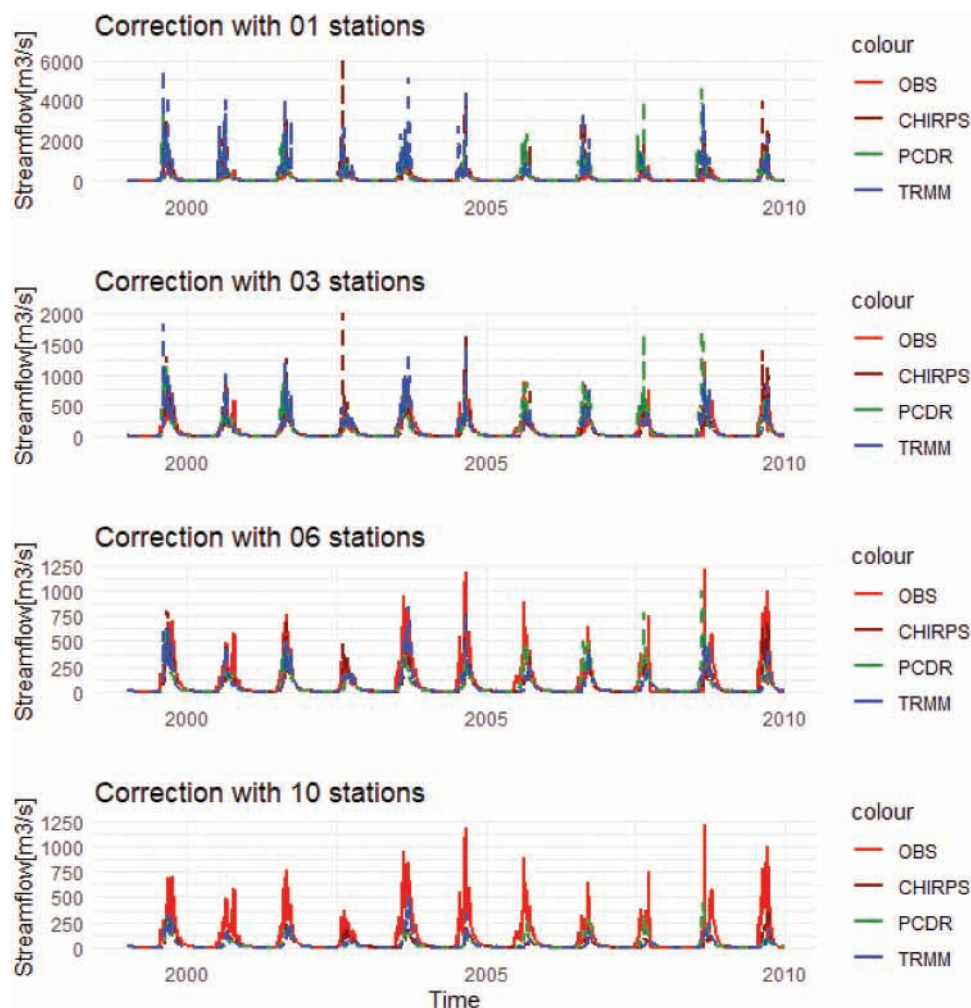 Correction with 01 stations
Streamflow[m3/s]
6000
4000
2000
0
2000
2005
2010
colour
OBS
CHIRPS
PCDR
TRMM
Correction with 03 stations
Streamflow[m3/s]
2000
1500
1000
500
0
2000
2005
2010
colour
OBS
CHIRPS
PCDR
TRMM
Correction with 06 stations
Streamflow[m3/s]
1250
1000
750
500
250
0
2000
2005
2010
colour
OBS
CHIRPS
PCDR
TRMM
Correction with 10 stations
Streamflow[m3/s]
1250
1000
750
500
250
0
2000
2005
2010
Time
colour
OBS
CHIRPS
PCDR
TRMM